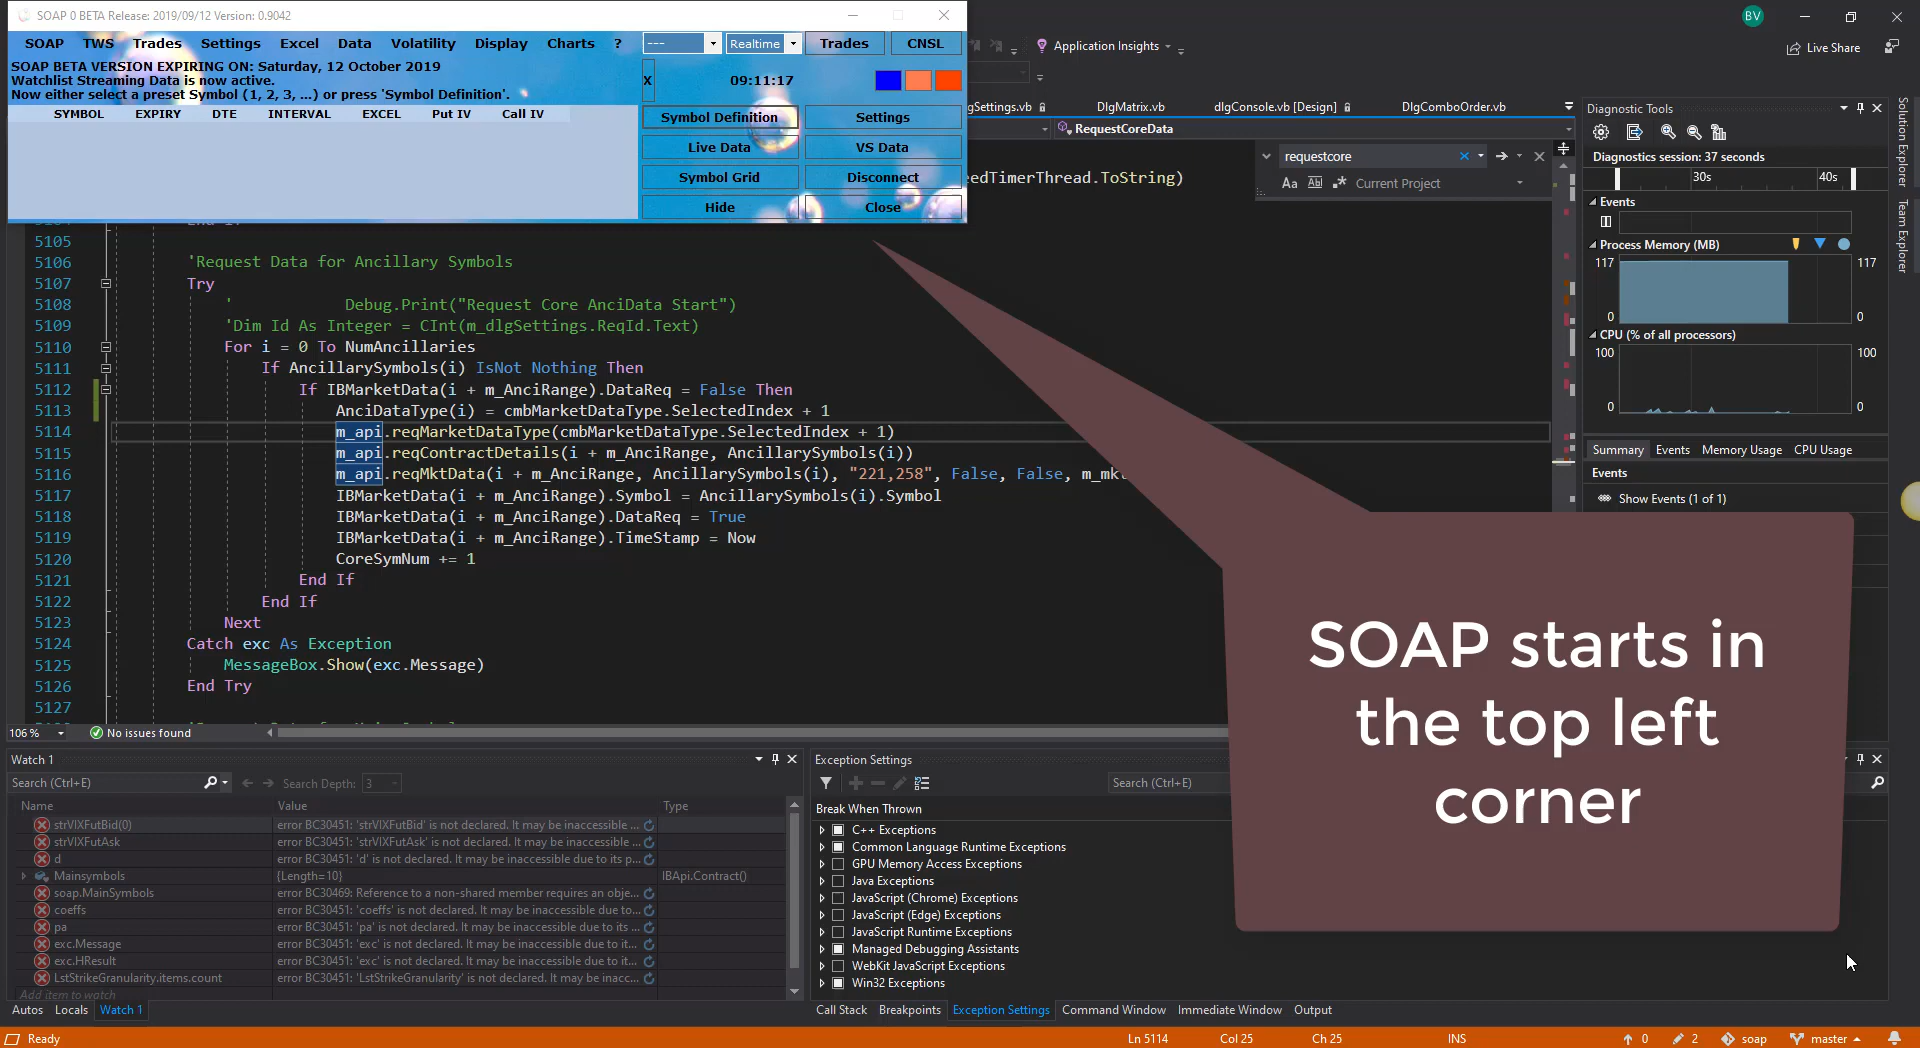 SOAP 0 BETA Release: 2019/09/12 Version: 0.9042
SOAP TWS Trades Settings Excel Data Volatility Display Charts ? --- Realtime Trades CNSL
SOAP BETA VERSION EXPIRING ON: Saturday, 12 October 2019
Watchlist Streaming Data is now active.
Now either select a preset Symbol (1, 2, 3, ...) or press 'Symbol Definition'.
X 09:11:17
SYMBOL EXPIRY DTE INTERVAL EXCEL Put IV Call IV
Symbol Definition Settings
Live Data VS Data
Symbol Grid Disconnect
Hide Close
BV
Application Insights
Live Share
gSettings.vb DlgMatrix.vb dlgConsole.vb [Design] DlgComboOrder.vb
RequestCoreData
requestcore
Aa Ab Current Project
eedTimerThread.ToString)
5105
5106 'Request Data for Ancillary Symbols
5107 Try
5108 ' Debug.Print("Request Core AnciData Start")
5109 'Dim Id As Integer = CInt(m_dlgSettings.ReqId.Text)
5110 For i = 0 To NumAncillaries
5111 If AncillarySymbols(i) IsNot Nothing Then
5112 If IBMarketData(i + m_AnciRange).DataReq = False Then
5113 AnciDataType(i) = cmbMarketDataType.SelectedIndex + 1
5114 m_api.reqMarketDataType(cmbMarketDataType.SelectedIndex + 1)
5115 m_api.reqContractDetails(i + m_AnciRange, AncillarySymbols(i))
5116 m_api.reqMktData(i + m_AnciRange, AncillarySymbols(i), "221,258", False, False, m_mkt
5117 IBMarketData(i + m_AnciRange).Symbol = AncillarySymbols(i).Symbol
5118 IBMarketData(i + m_AnciRange).DataReq = True
5119 IBMarketData(i + m_AnciRange).TimeStamp = Now
5120 CoreSymNum += 1
5121 End If
5122 End If
5123 Next
5124 Catch exc As Exception
5125 MessageBox.Show(exc.Message)
5126 End Try
5127
106 % No issues found
Diagnostic Tools
Diagnostics session: 37 seconds
30s 40s
Events
Process Memory (MB)
117 117
0 0
CPU (% of all processors)
100 100
0 0
Summary Events Memory Usage CPU Usage
Events
Show Events (1 of 1)
Solution Explorer
Team Explorer
SOAP starts in
the top left
corner
Watch 1
Search (Ctrl+E) Search Depth: 3
Name Value Type
strVIXFutBid(0) error BC30451: 'strVIXFutBid' is not declared. It may be inaccessible ...
strVIXFutAsk error BC30451: 'strVIXFutAsk' is not declared. It may be inaccessible ...
d error BC30451: 'd' is not declared. It may be inaccessible due to its p...
Mainsymbols {Length=10} IBApi.Contract()
soap.MainSymbols error BC30469: Reference to a non-shared member requires an obje...
coeffs error BC30451: 'coeffs' is not declared. It may be inaccessible due to...
pa error BC30451: 'pa' is not declared. It may be inaccessible due to its ...
exc.Message error BC30451: 'exc' is not declared. It may be inaccessible due to it...
exc.HResult error BC30451: 'exc' is not declared. It may be inaccessible due to it...
LstStrikeGranularity.items.count error BC30451: 'LstStrikeGranularity' is not declared. It may be inacc...
Add item to watch
Autos Locals Watch 1
Exception Settings
Search (Ctrl+E)
Break When Thrown
C++ Exceptions
Common Language Runtime Exceptions
GPU Memory Access Exceptions
Java Exceptions
JavaScript (Chrome) Exceptions
JavaScript (Edge) Exceptions
JavaScript Runtime Exceptions
Managed Debugging Assistants
WebKit JavaScript Exceptions
Win32 Exceptions
Call Stack Breakpoints Exception Settings Command Window Immediate Window Output
Ready Ln 5114 Col 25 Ch 25 INS 0 2 soap master